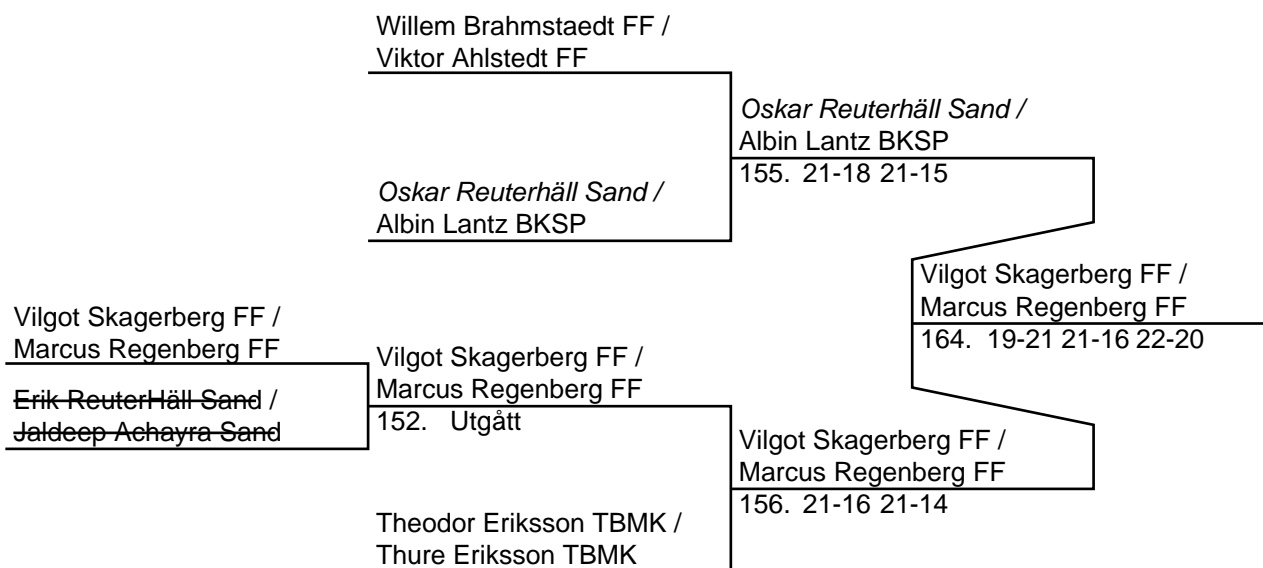 Willem Brahmstaedt FF /
Viktor Ahlstedt FF
Oskar Reuterhäll Sand /
Albin Lantz BKSP
155. 21-18 21-15
Oskar Reuterhäll Sand /
Albin Lantz BKSP
Vilgot Skagerberg FF /
Marcus Regenberg FF
164. 19-21 21-16 22-20
Vilgot Skagerberg FF /
Marcus Regenberg FF
Erik ReuterHäll Sand /
Jaldeep Achayra Sand
Vilgot Skagerberg FF /
Marcus Regenberg FF
152. Utgått
Vilgot Skagerberg FF /
Marcus Regenberg FF
156. 21-16 21-14
Theodor Eriksson TBMK /
Thure Eriksson TBMK